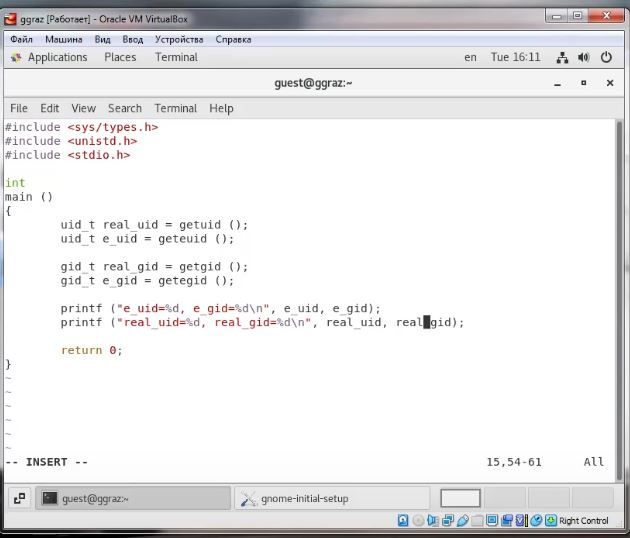 ggraz [Работает] - Oracle VM VirtualBox
Файл Машина Вид Ввод Устройства Справка
Applications Places Terminal en Tue 16:11
guest@ggraz:~
File Edit View Search Terminal Help
#include <sys/types.h>
#include <unistd.h>
#include <stdio.h>
int
main ()
{
uid_t real_uid = getuid ();
uid_t e_uid = geteuid ();
gid_t real_gid = getgid ();
gid_t e_gid = getegid ();
printf ("e_uid=%d, e_gid=%d\n", e_uid, e_gid);
printf ("real_uid=%d, real_gid=%d\n", real_uid, real_gid);
return 0;
}
~
~
~
~
~
~
-- INSERT -- 15,54-61 All
guest@ggraz:~ gnome-initial-setup
Right Control